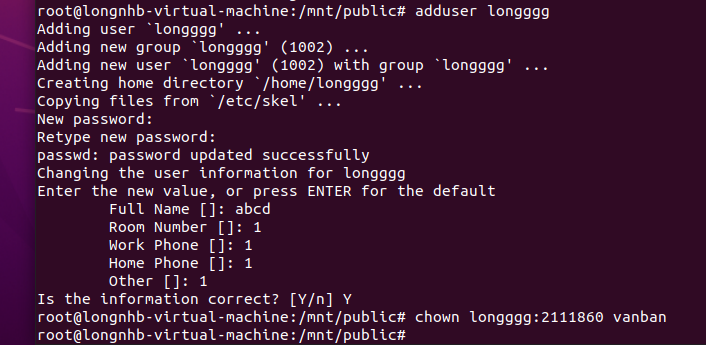 root@longnhb-virtual-machine:/mnt/public# adduser longggg
Adding user `longggg' ...
Adding new group `longggg' (1002) ...
Adding new user `longggg' (1002) with group `longggg' ...
Creating home directory `/home/longggg' ...
Copying files from `/etc/skel' ...
New password:
Retype new password:
passwd: password updated successfully
Changing the user information for longggg
Enter the new value, or press ENTER for the default
        Full Name []: abcd
        Room Number []: 1
        Work Phone []: 1
        Home Phone []: 1
        Other []: 1
Is the information correct? [Y/n] Y
root@longnhb-virtual-machine:/mnt/public# chown longggg:2111860 vanban
root@longnhb-virtual-machine:/mnt/public#